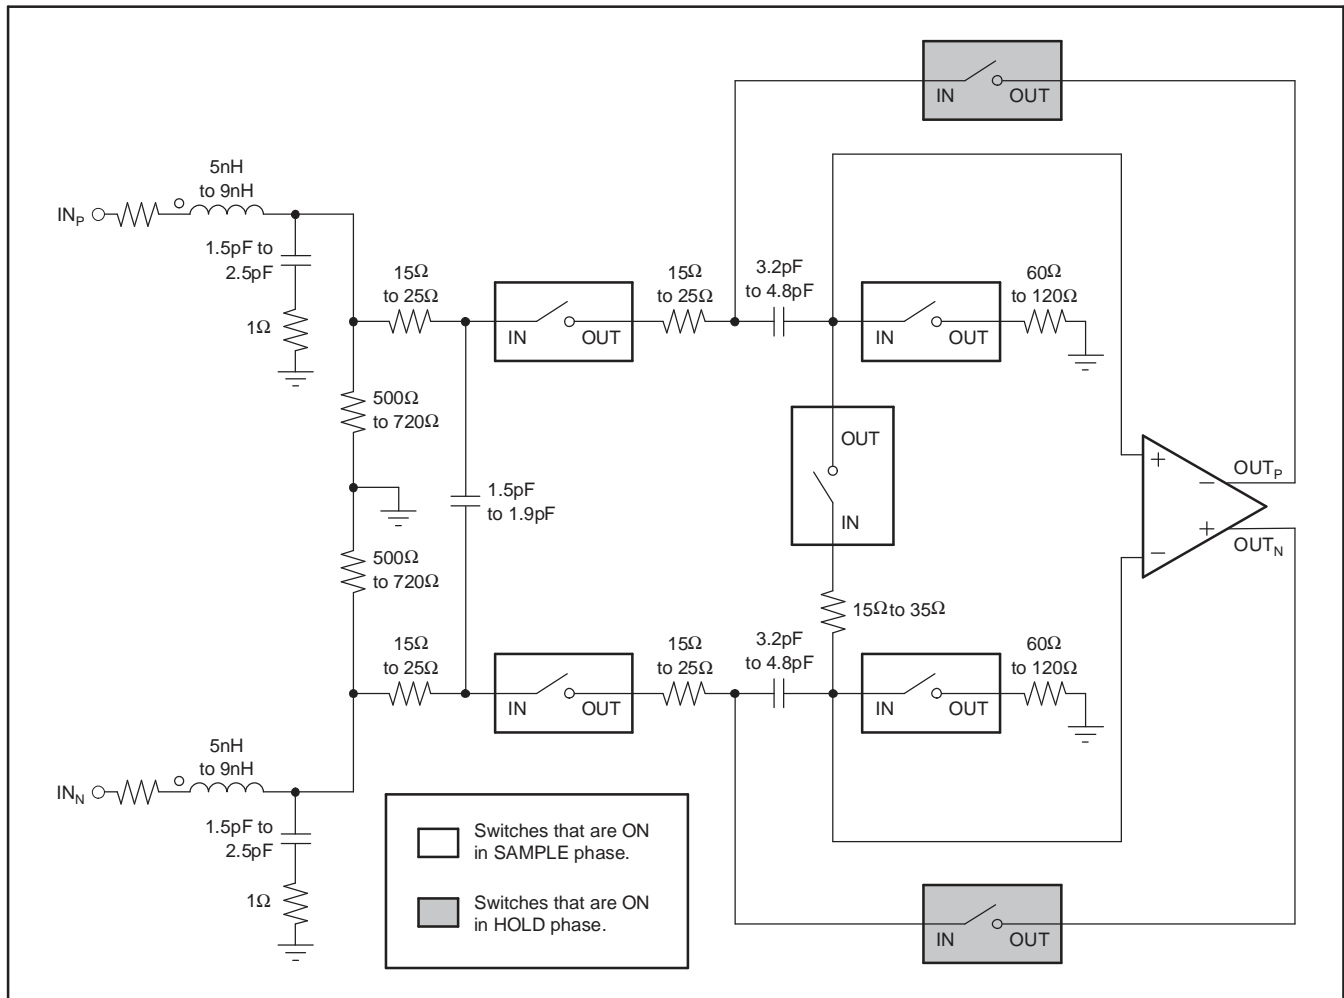 IN OUT
5nH
to 9nH
INP
1.5pF to
2.5pF
1Ω
15Ω
to 25Ω
IN OUT
15Ω
to 25Ω
3.2pF
to 4.8pF
IN OUT
60Ω
to 120Ω
500Ω
to 720Ω
OUT
IN
1.5pF
to 1.9pF
+
−
−
+
OUTP
OUTN
500Ω
to 720Ω
15Ω to 35Ω
15Ω
to 25Ω
IN OUT
15Ω
to 25Ω
3.2pF
to 4.8pF
IN OUT
60Ω
to 120Ω
5nH
to 9nH
INN
1.5pF to
2.5pF
1Ω
Switches that are ON
in SAMPLE phase.
Switches that are ON
in HOLD phase.
IN OUT